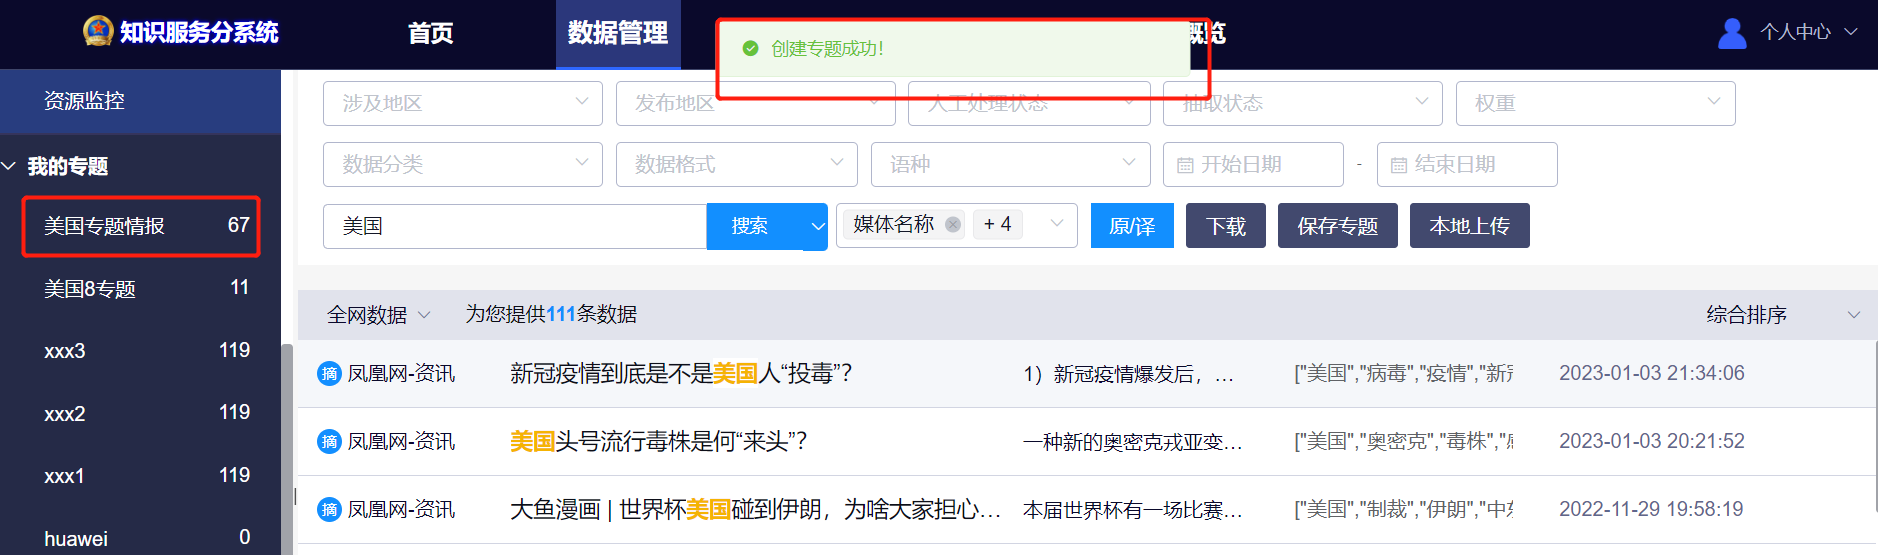 知识服务分系统
首页
数据管理
概览
个人中心
创建专题成功！
资源监控
我的专题
美国专题情报 67
美国8专题 11
xxx3 119
xxx2 119
xxx1 119
huawei 0
涉及地区 发布地区 人工处理状态 抽取状态 权重
数据分类 数据格式 语种 开始日期 - 结束日期
美国 搜索 媒体名称 + 4 原/译 下载 保存专题 本地上传
全网数据 为您提供111条数据 综合排序
摘 凤凰网-资讯 新冠疫情到底是不是美国人“投毒”？ 1）新冠疫情爆发后，… ["美国","病毒","疫情","新冠 2023-01-03 21:34:06
摘 凤凰网-资讯 美国头号流行毒株是何“来头”？ 一种新的奥密克戎亚变… ["美国","奥密克","毒株"," 2023-01-03 20:21:52
摘 凤凰网-资讯 大鱼漫画 | 世界杯美国碰到伊朗，为啥大家担心… 本届世界杯有一场比赛… ["美国","制裁","伊朗","中东 2022-11-29 19:58:19